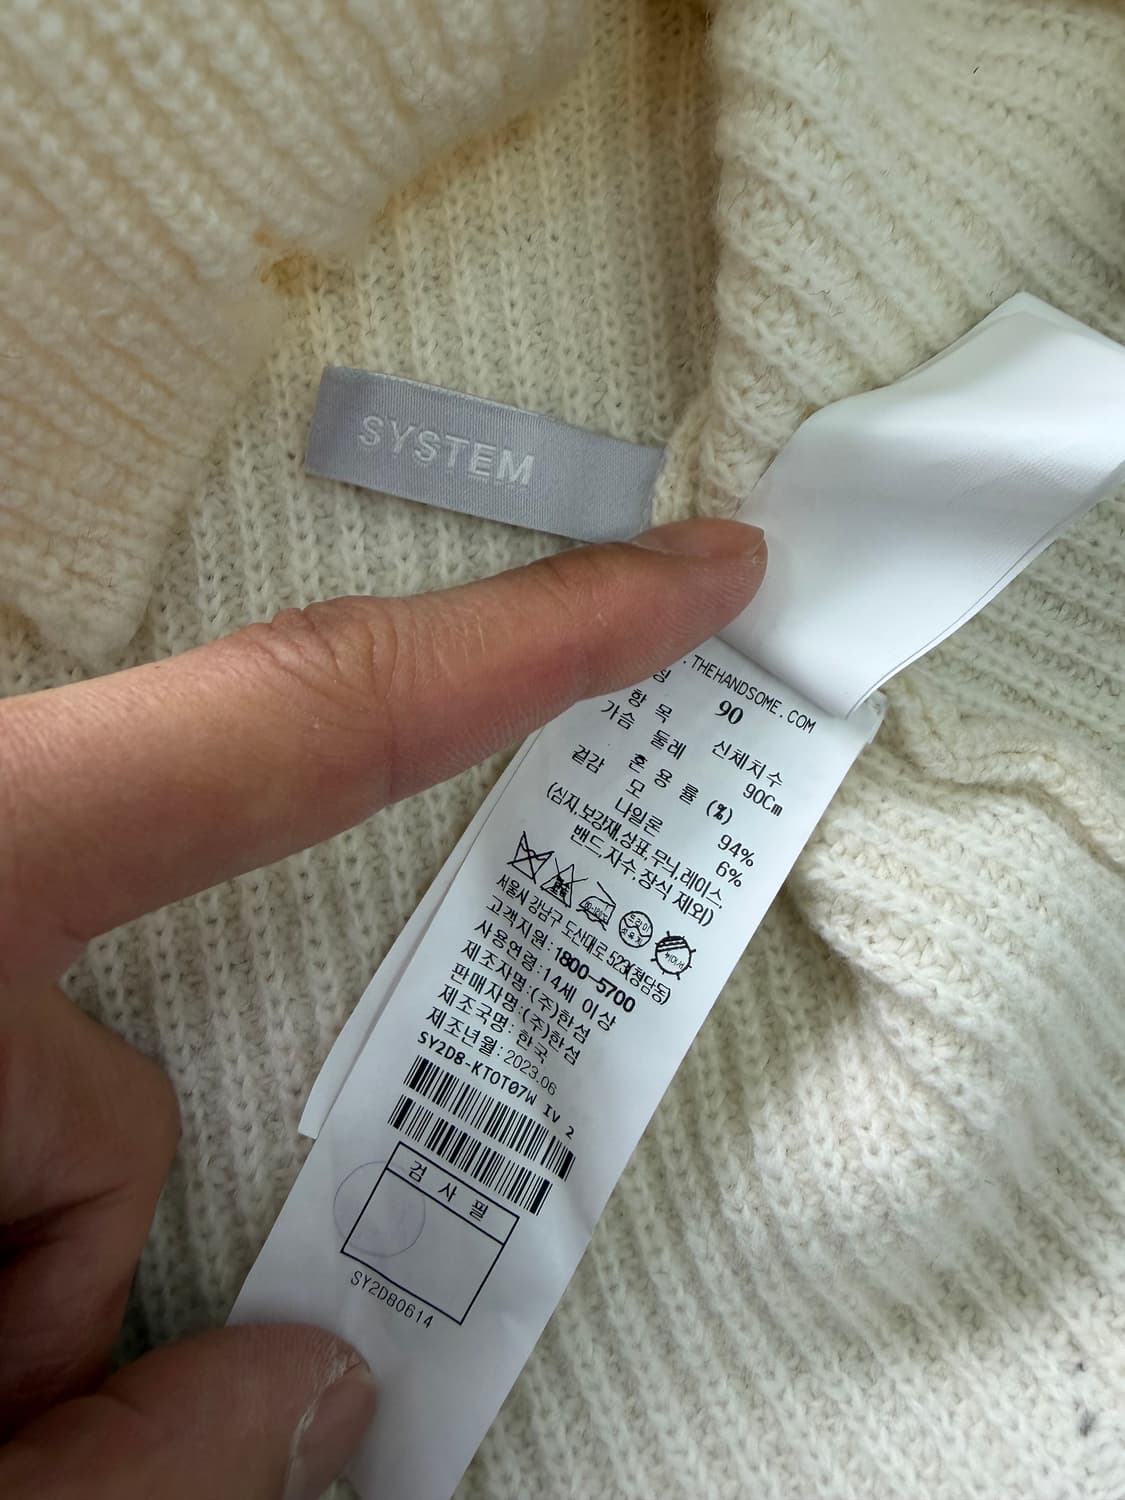 SYSTEM
.THEHANDSOME.COM
90
항 목 신체치수
가슴 둘레 90Cm
혼 용 률 (%)
겉감 모 94%
나일론 6%
(심지,보강재,상표,무늬,레이스,
밴드,자수,장식 제외)
서울시 강남구 도산대로 523(청담동)
고객지원:1800-5700
사용연령:14세 이상
제조자명:(주)한섬
판매자명:(주)한섬
제조국명: 한국
제조년월: 2023.06
SY2D8-KTOT07W IV 2
검 사 필
SY2D80614